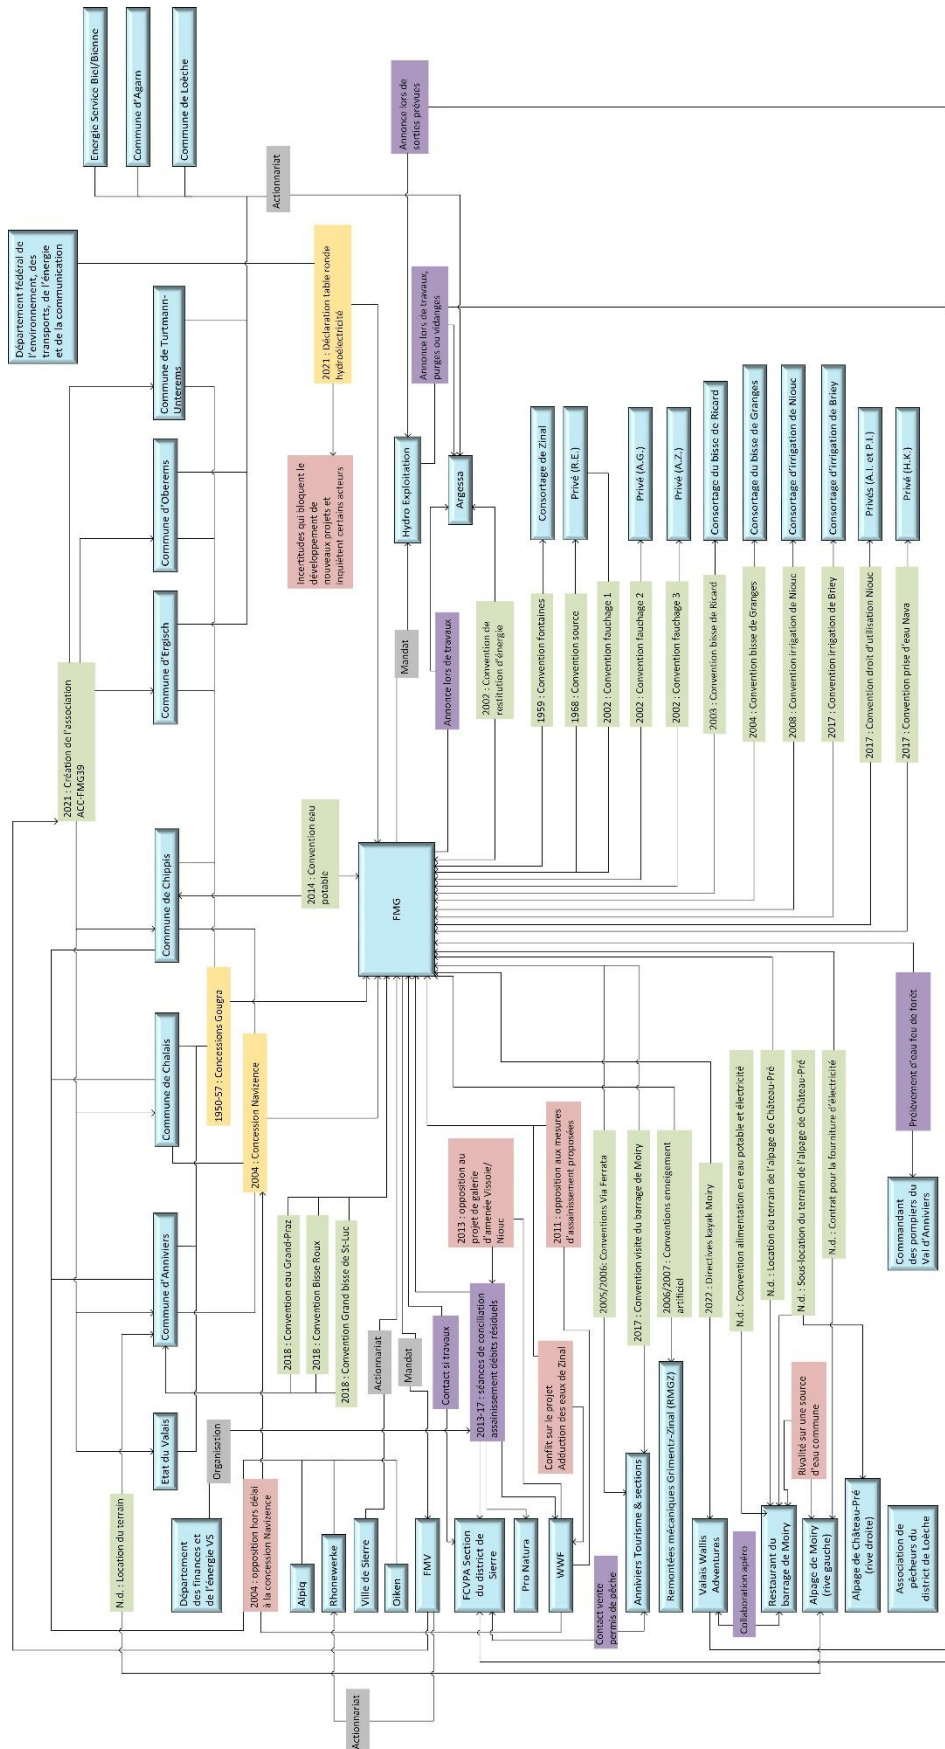 Département fédéral de
l'environnement, des
transports, de l'énergie
et de la communication
Energie Service Biel/Bienne
Commune d'Agarn
Commune de Loèche
Actionnariat
2021 : Création de l'association
ACC-FMG39
N.d. : Location du terrain
Etat du Valais
Commune d'Anniviers
Commune de Chalais
Commune de Chippis
Commune d'Ergisch
Commune d'Oberems
Commune de Turtmann-
Unterems
1950-57 : Concessions Gougra
2004 : Concession Navizence
2014 : Convention eau
potable
2021 : Déclaration table ronde
hydroélectricité
Incertitudes qui bloquent le
développement de
nouveaux projets et
inquiètent certains acteurs
Annonce lors de
sorties prévues
Annonce lors de travaux,
purges ou vidanges
Département
des finances et
de l'énergie VS
Organisation
2004 : opposition hors délai
à la concession Navizence
2018 : Convention eau Grand-Praz
2018 : Convention Bisse Roux
2018 : Convention Grand bisse de St-Luc
Actionnariat
Mandat
Contact si travaux
2013-17 : séances de conciliation
assainissement débits résiduels
2013 : opposition au
projet de galerie
d'amenée Vissoie/
Niouc
2011 : opposition aux mesures
d'assainissement proposées
Conflit sur le projet
Adduction des eaux de Zinal
Alpiq
Rhonewerke
Ville de Sierre
Oiken
FMV
Actionnariat
FCVPA Section
du district de
Sierre
Pro Natura
WWF
Contact vente
permis de pêche
FMG
Mandat
Hydro Exploitation
Annonce lors de travaux
Argessa
2002 : Convention de
restitution d'énergie
1959 : Convention fontaines
Consortage de Zinal
1968 : Convention source
Privé (R.E.)
2002 : Convention fauchage 1
2002 : Convention fauchage 2
Privé (A.G.)
2002 : Convention fauchage 3
Privé (A.Z.)
2003 : Convention bisse de Ricard
Consortage du bisse de Ricard
2004 : Convention bisse de Granges
Consortage du bisse de Granges
2008 : Convention irrigation de Niouc
Consortage d'irrigation de Niouc
2017 : Convention irrigation de Briey
Consortage d'irrigation de Briey
2017 : Convention droit d'utilisation Niouc
Privés (A.I. et P.I.)
2017 : Convention prise d'eau Nava
Privé (H.K.)
2005/2006: Conventions Via Ferrata
2017 : Convention visite du barrage de Moiry
Anniviers Tourisme & sections
2006/2007 : Conventions enneigement
artificiel
Remontées mécaniques Grimentz-Zinal (RMGZ)
2022 : Directives kayak Moiry
Valais Wallis
Adventures
Collaboration apéro
N.d. : Convention alimentation en eau potable et électricité
N.d. : Location du terrain de l'alpage de Château-Pré
N.d. : Sous-location du terrain de l'alpage de Château-Pré
N.d. : Contrat pour la fourniture d'électricité
Restaurant du
barrage de Moiry
Rivalité sur une source
d'eau commune
Alpage de Moiry
(rive gauche)
Alpage de Château-Pré
(rive droite)
Association de
pêcheurs du
district de Loèche
Commandant
des pompiers du
Val d'Anniviers
Prélèvement d'eau feu de forêt